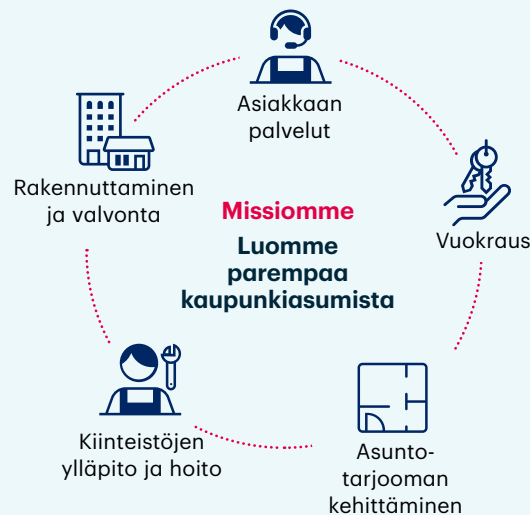 Asiakkaan
palvelut
Rakennuttaminen
ja valvonta
Vuokraus
Missiomme
Luomme
parempaa
kaupunkiasumista
Kiinteistöjen
ylläpito ja hoito
Asunto-
tarjooman
kehittäminen